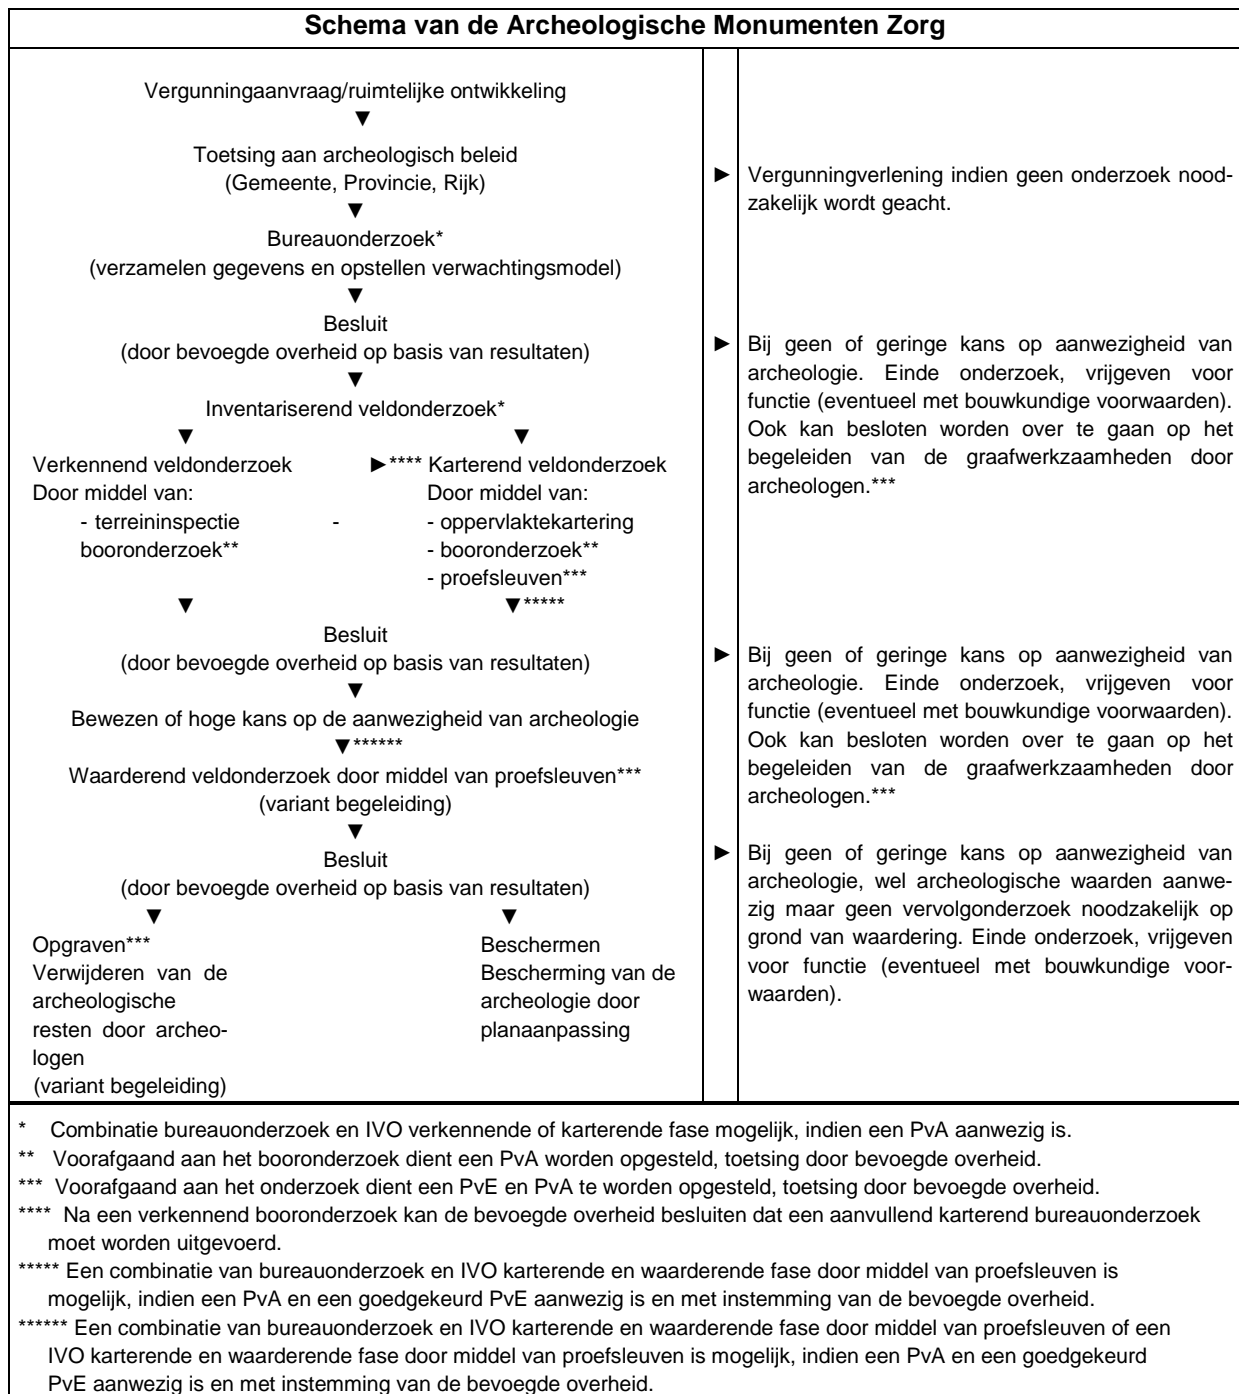 Schema van de Archeologische Monumenten Zorg
Vergunningaanvraag/ruimtelijke ontwikkeling
▼
Toetsing aan archeologisch beleid
(Gemeente, Provincie, Rijk)
▼
Bureauonderzoek*
(verzamelen gegevens en opstellen verwachtingsmodel)
▼
Besluit
(door bevoegde overheid op basis van resultaten)
▼
Inventariserend veldonderzoek*
▼ ▼
Verkennend veldonderzoek ►**** Karterend veldonderzoek
Door middel van: Door middel van:
- terreininspectie - - oppervlaktekartering
booronderzoek** - booronderzoek**
- proefsleuven***
▼ ▼*****
Besluit
(door bevoegde overheid op basis van resultaten)
▼
Bewezen of hoge kans op de aanwezigheid van archeologie
▼******
Waarderend veldonderzoek door middel van proefsleuven***
(variant begeleiding)
▼
Besluit
(door bevoegde overheid op basis van resultaten)
▼ ▼
Opgraven*** Beschermen
Verwijderen van de Bescherming van de
archeologische archeologie door
resten door archeo- planaanpassing
logen
(variant begeleiding)
► Vergunningverlening indien geen onderzoek nood-
zakelijk wordt geacht.
► Bij geen of geringe kans op aanwezigheid van
archeologie. Einde onderzoek, vrijgeven voor
functie (eventueel met bouwkundige voorwaarden).
Ook kan besloten worden over te gaan op het
begeleiden van de graafwerkzaamheden door
archeologen.***
► Bij geen of geringe kans op aanwezigheid van
archeologie. Einde onderzoek, vrijgeven voor
functie (eventueel met bouwkundige voorwaarden).
Ook kan besloten worden over te gaan op het
begeleiden van de graafwerkzaamheden door
archeologen.***
► Bij geen of geringe kans op aanwezigheid van
archeologie, wel archeologische waarden aanwe-
zig maar geen vervolgonderzoek noodzakelijk op
grond van waardering. Einde onderzoek, vrijgeven
voor functie (eventueel met bouwkundige voor-
waarden).
* Combinatie bureauonderzoek en IVO verkennende of karterende fase mogelijk, indien een PvA aanwezig is.
** Voorafgaand aan het booronderzoek dient een PvA worden opgesteld, toetsing door bevoegde overheid.
*** Voorafgaand aan het onderzoek dient een PvE en PvA te worden opgesteld, toetsing door bevoegde overheid.
**** Na een verkennend booronderzoek kan de bevoegde overheid besluiten dat een aanvullend karterend bureauonderzoek
moet worden uitgevoerd.
***** Een combinatie van bureauonderzoek en IVO karterende en waarderende fase door middel van proefsleuven is
mogelijk, indien een PvA en een goedgekeurd PvE aanwezig is en met instemming van de bevoegde overheid.
****** Een combinatie van bureauonderzoek en IVO karterende en waarderende fase door middel van proefsleuven of een
IVO karterende en waarderende fase door middel van proefsleuven is mogelijk, indien een PvA en een goedgekeurd
PvE aanwezig is en met instemming van de bevoegde overheid.